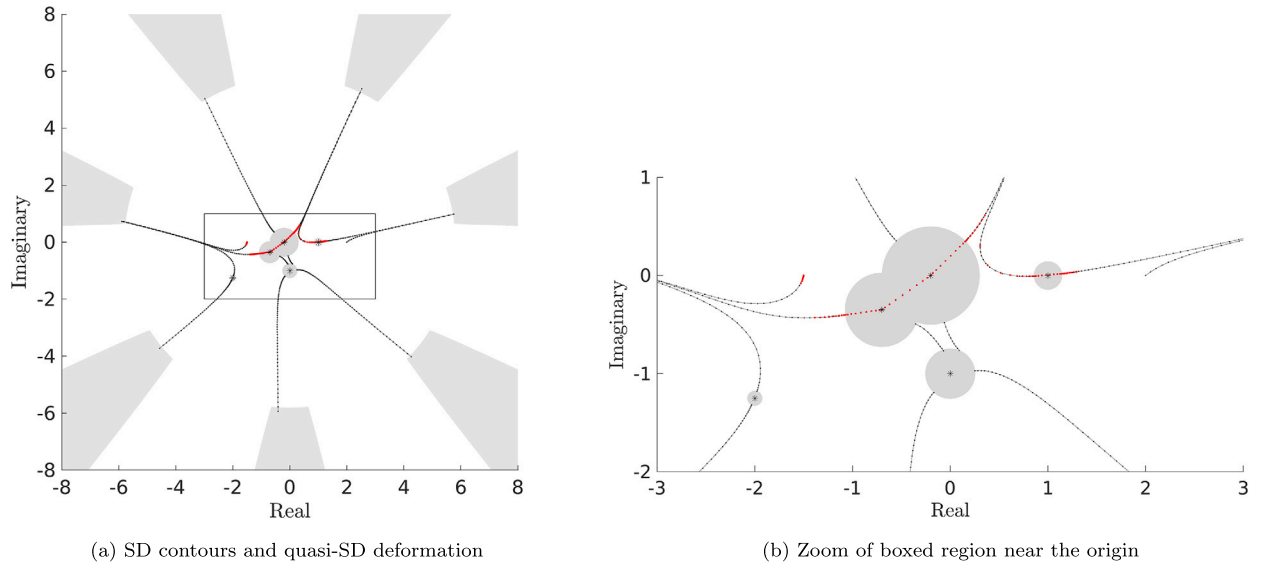 8
6
4
2
0
-2
-4
-6
-8
Imaginary
-8 -6 -4 -2 0 2 4 6 8
Real
(a) SD contours and quasi-SD deformation
1
0
-1
-2
Imaginary
-3 -2 -1 0 1 2 3
Real
(b) Zoom of boxed region near the origin